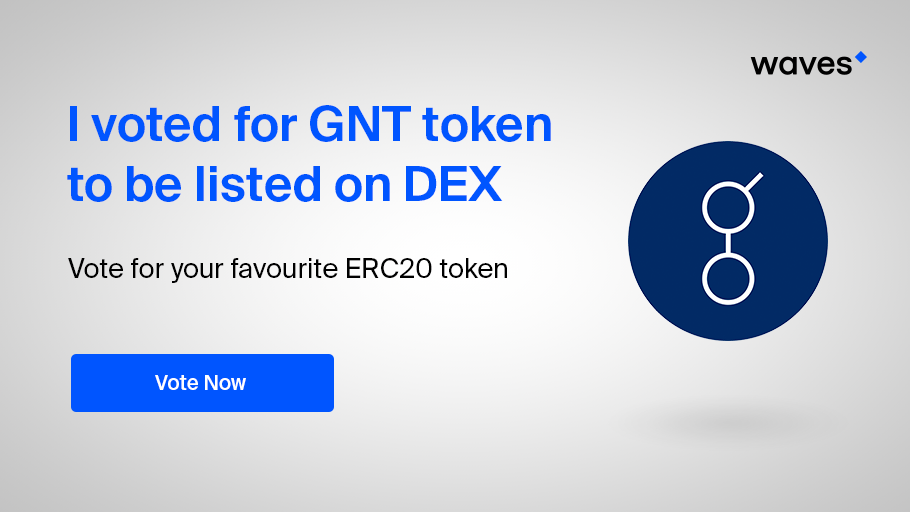 waves
I voted for GNT token
to be listed on DEX
Vote for your favourite ERC20 token
Vote Now